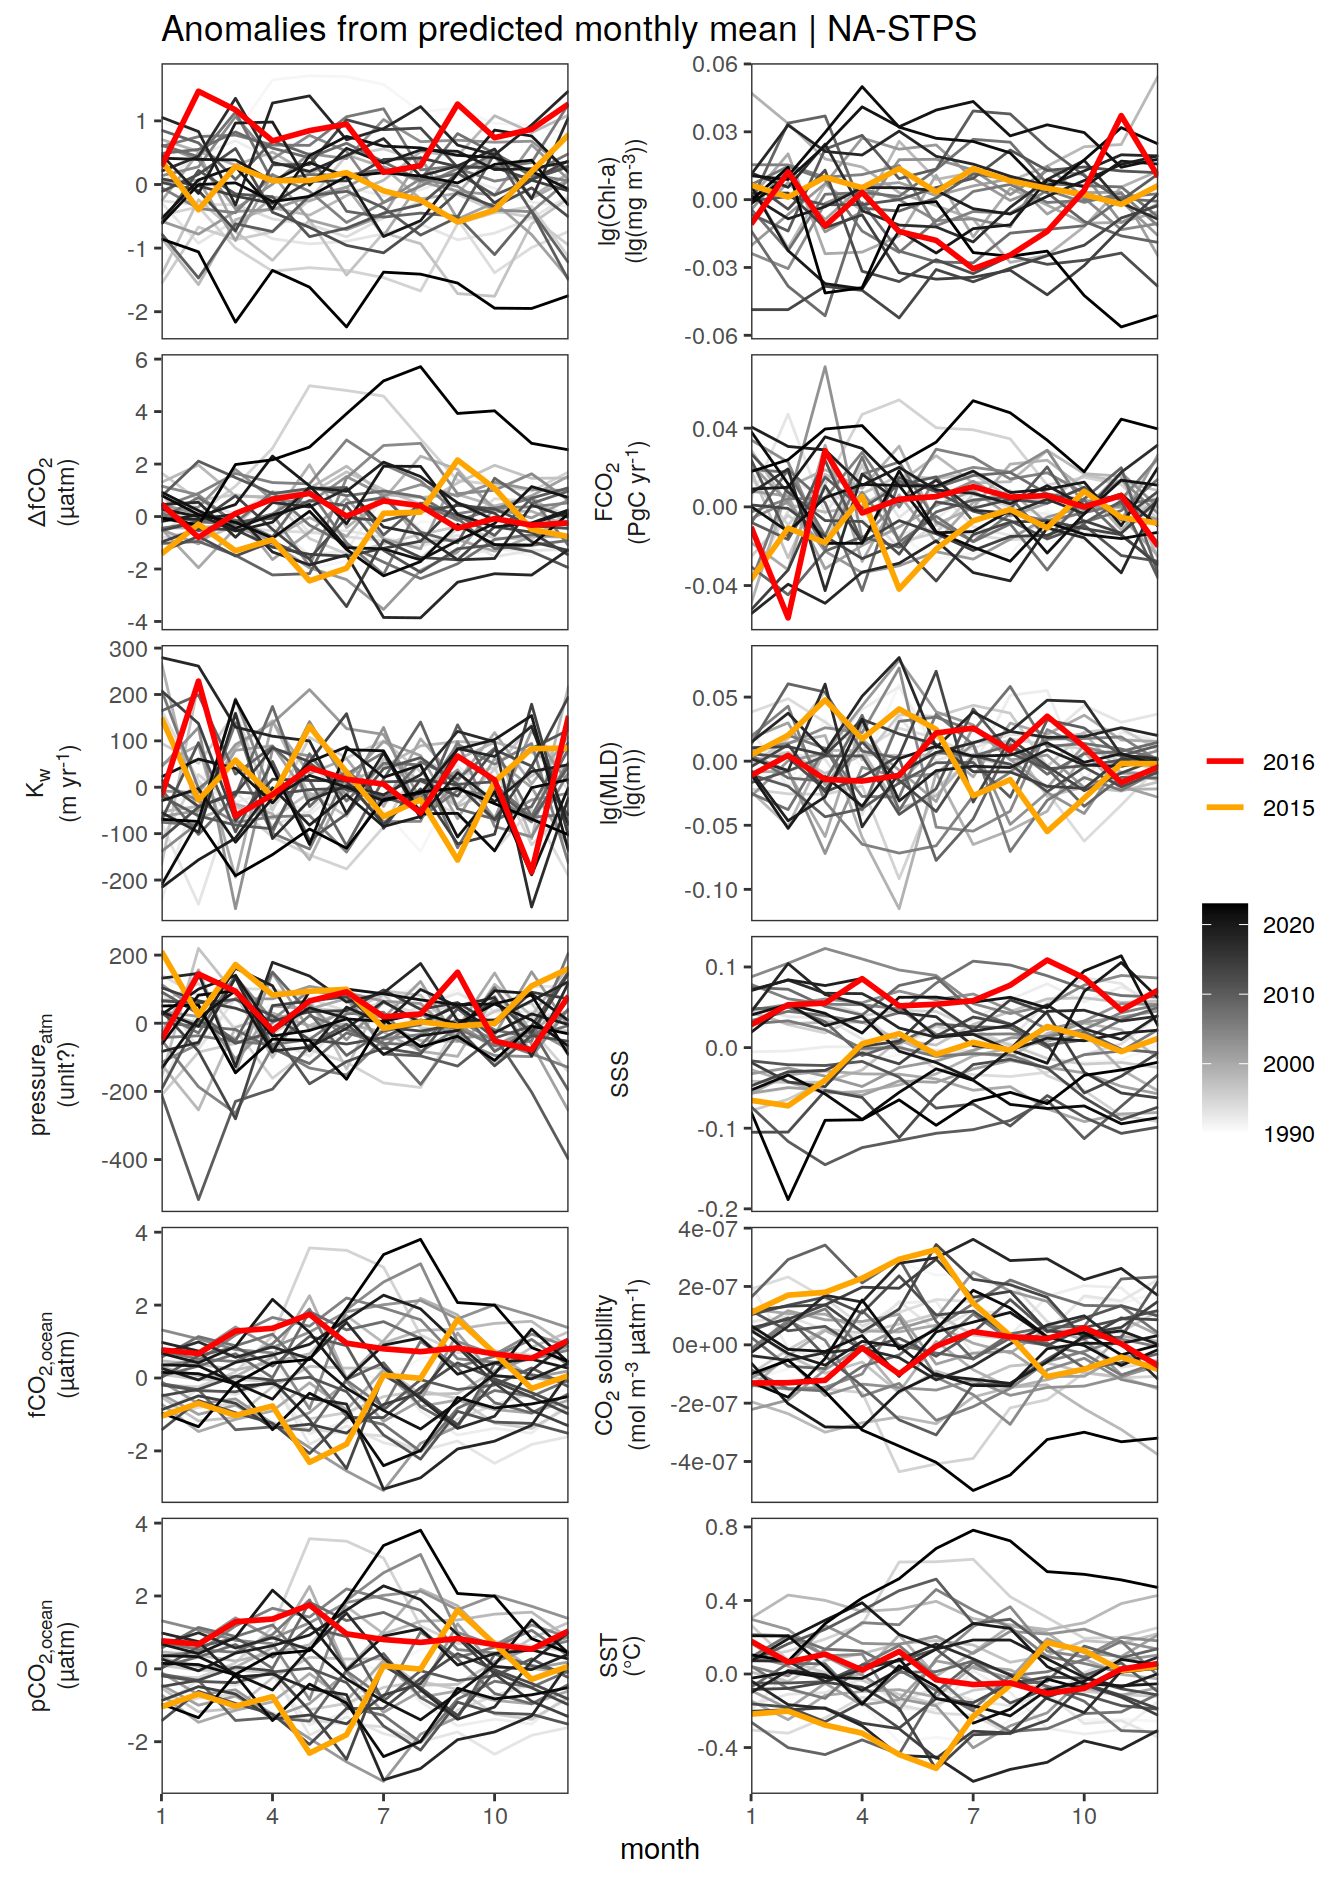 Anomalies from predicted monthly mean | NA-STPS
1
0
-1
-2
0.06
0.03
0.00
-0.03
-0.06
lg(Chl-a)
(lg(mg m-3))
6
4
2
0
-2
-4
ΔfCO2
(µatm)
0.04
0.00
-0.04
FCO2
(PgC yr-1)
300
200
100
0
-100
-200
Kw
(m yr-1)
0.05
0.00
-0.05
-0.10
lg(MLD)
(lg(m))
2016
2015
200
0
-200
-400
pressureatm
(unit?)
0.1
0.0
-0.1
-0.2
SSS
2020
2010
2000
1990
4
2
0
-2
fCO2,ocean
(µatm)
4e-07
2e-07
0e+00
-2e-07
-4e-07
CO2 solubility
(mol m-3 µatm-1)
4
2
0
-2
pCO2,ocean
(µatm)
0.8
0.4
0.0
-0.4
SST
(°C)
1 4 7 10
1 4 7 10
month